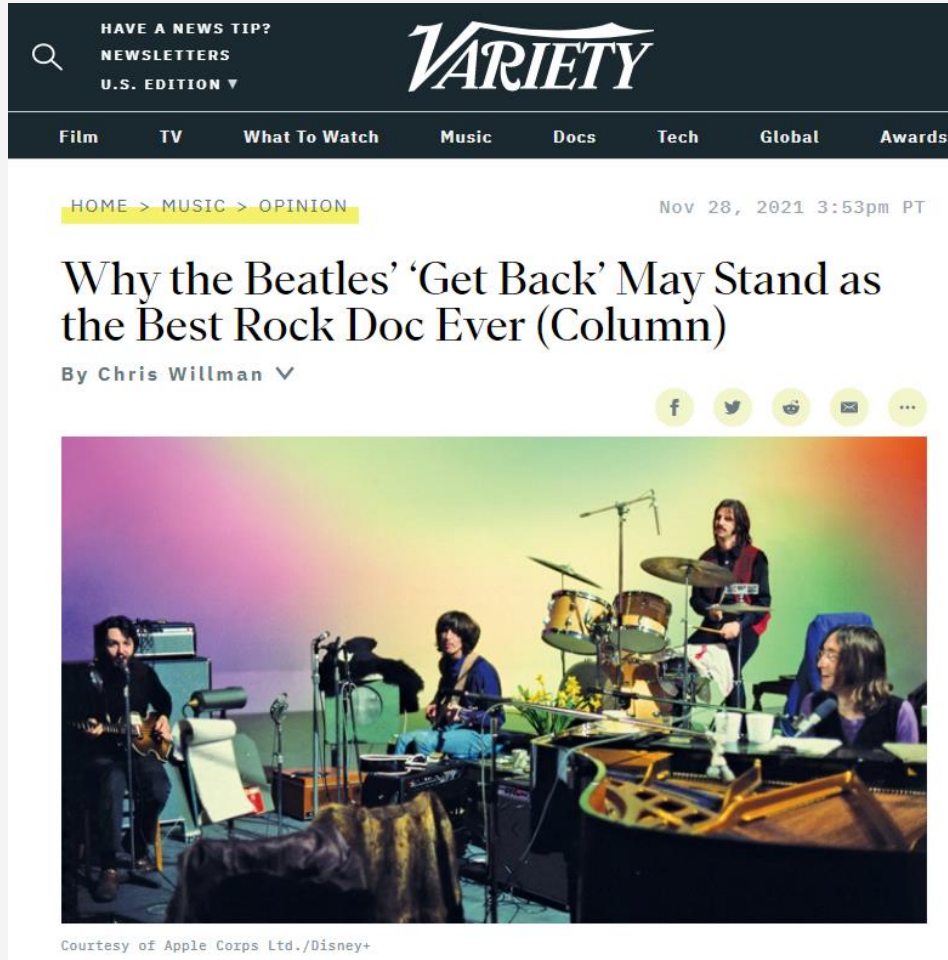 HAVE A NEWS TIP?
NEWSLETTERS
U.S. EDITION ▼
VARIETY
Film TV What To Watch Music Docs Tech Global Awards
HOME > MUSIC > OPINION
Nov 28, 2021 3:53pm PT
Why the Beatles’ ‘Get Back’ May Stand as
the Best Rock Doc Ever (Column)
By Chris Willman
Courtesy of Apple Corps Ltd./Disney+